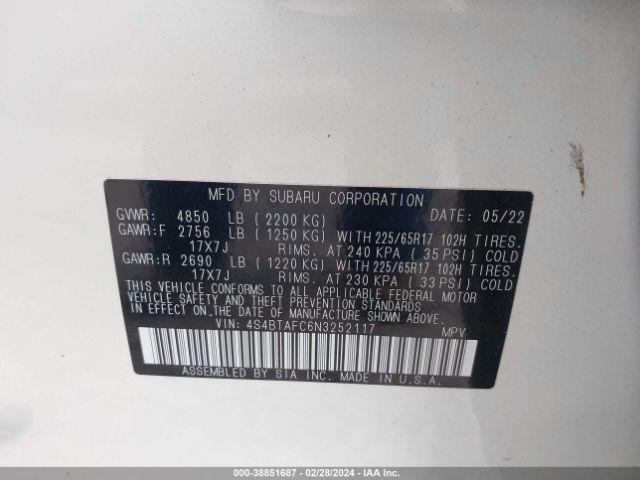 MFD BY SUBARU CORPORATION
GVWR: 4850 LB (2200 KG) DATE: 05/22
GAWR:F 2756 LB (1250 KG) WITH 225/65R17 102H TIRES.
17X7J RIMS. AT 240 KPA ( 35 PSI) COLD
GAWR:R 2690 LB (1220 KG) WITH 225/65R17 102H TIRES.
17X7J RIMS. AT 230 KPA ( 33 PSI) COLD
THIS VEHICLE CONFORMS TO ALL APPLICABLE FEDERAL MOTOR
VEHICLE SAFETY AND THEFT PREVENTION STANDARDS
IN EFFECT ON THE DATE OF MANUFACTURE SHOWN ABOVE.
VIN: 4S4BTAFC6N3252117 MPV
ASSEMBLED BY SIA INC. MADE IN U.S.A.
000-38851687 - 02/28/2024 - IAAI.com
IAA Inc.